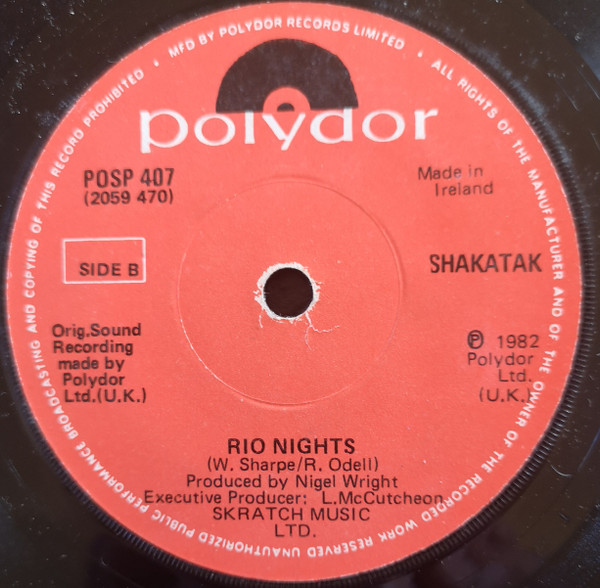 MFD BY POLYDOR RECORDS LIMITED • ALL RIGHTS OF THE MANUFACTURER AND OF THE OWNER OF THE RECORDED WORK RESERVED UNAUTHORIZED PUBLIC PERFORMANCE BROADCASTING AND COPYING OF THIS RECORD PROHIBITED •
polydor
POSP 407
(2059 470)
Made in
Ireland
SIDE B
SHAKATAK
Orig.Sound
Recording
made by
Polydor
Ltd.(U.K.)
℗ 1982
Polydor
Ltd.
(U.K.)
RIO NIGHTS
(W. Sharpe/R. Odell)
Produced by Nigel Wright
Executive Producer: L.McCutcheon
SKRATCH MUSIC
LTD.